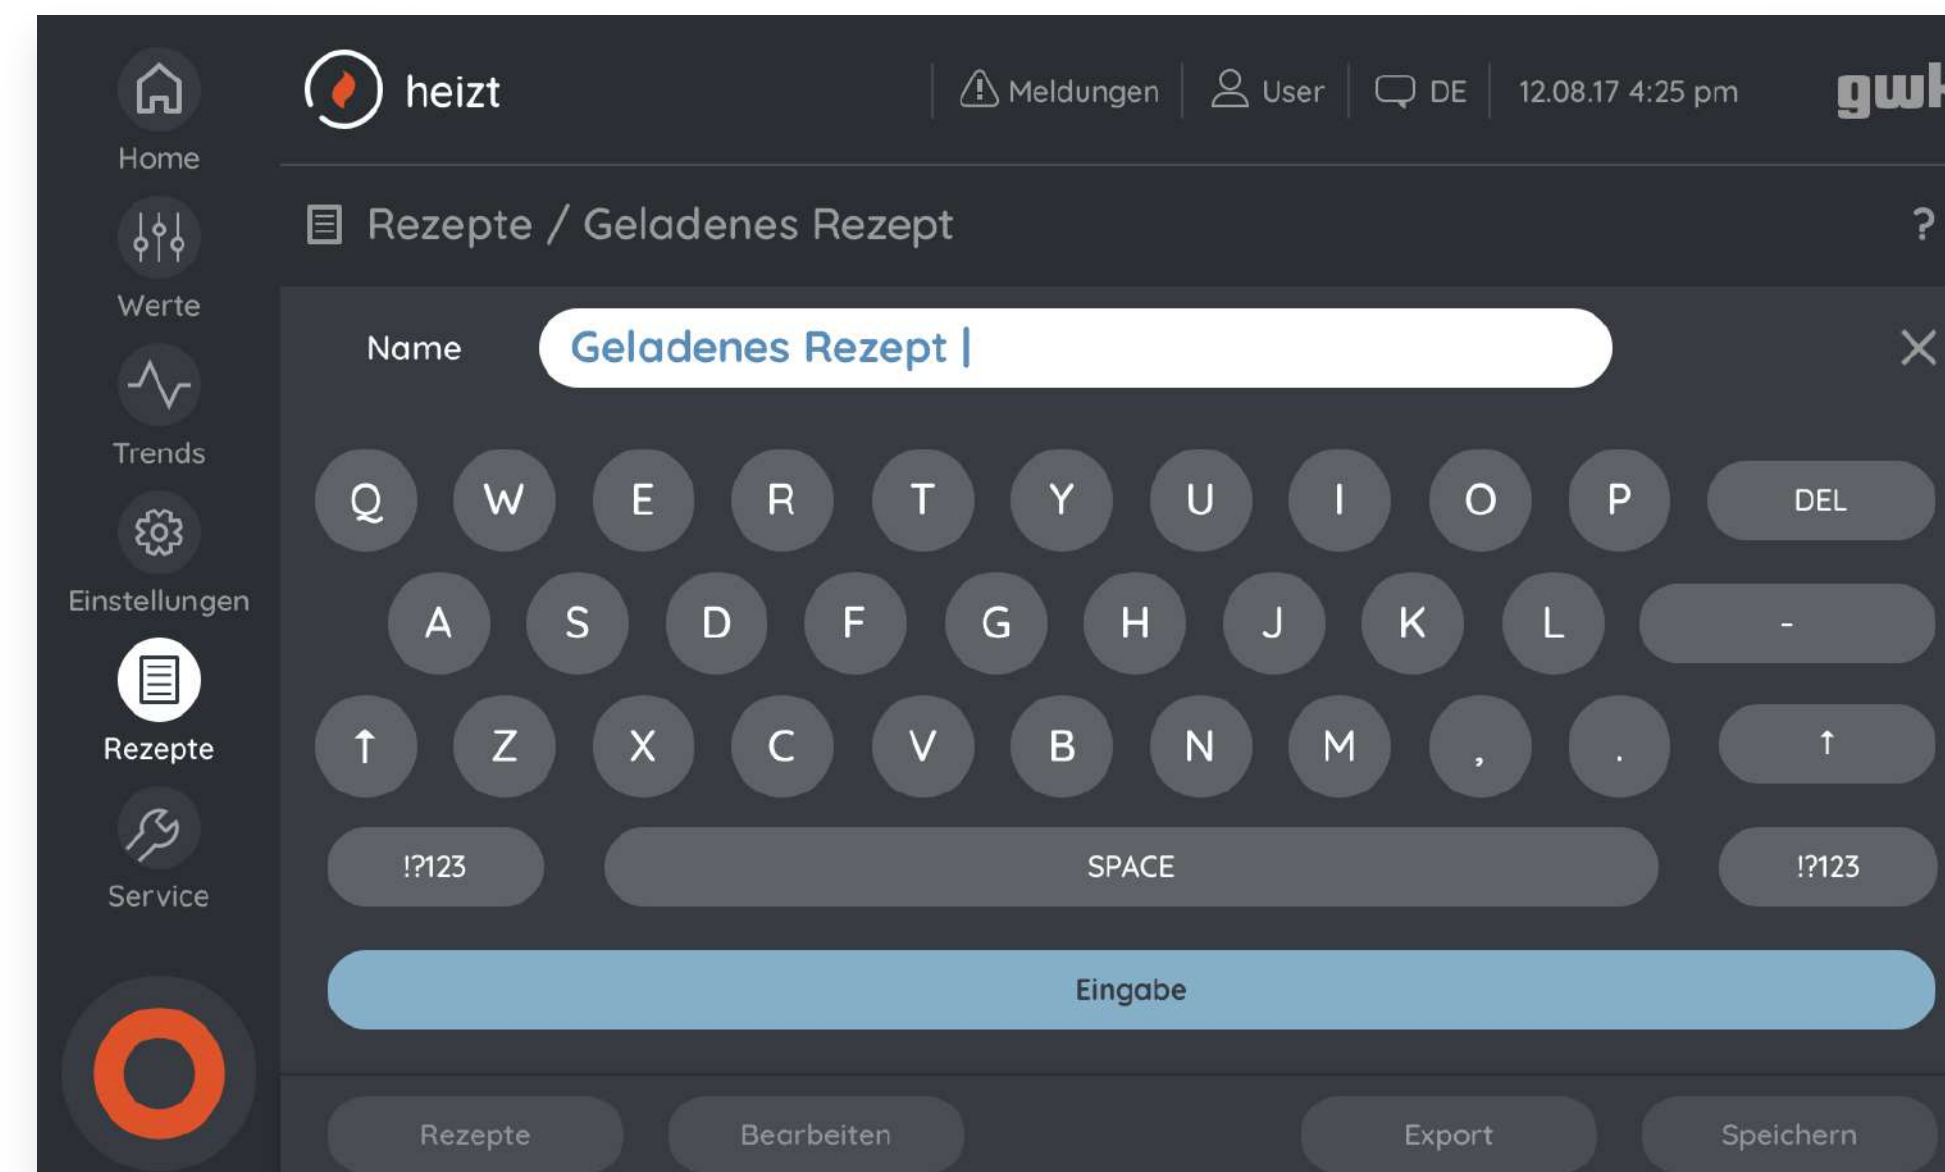 heizt
Meldungen User DE 12.08.17 4:25 pm
Home
Rezepte / Geladenes Rezept ?
Werte
Name Geladenes Rezept
Trends
Q W E R T Y U I O P DEL
Einstellungen
A S D F G H J K L -
Rezepte
↑ Z X C V B N M , . ↑
!?123 SPACE !?123
Service
Eingabe
Rezepte Bearbeiten Export Speichern